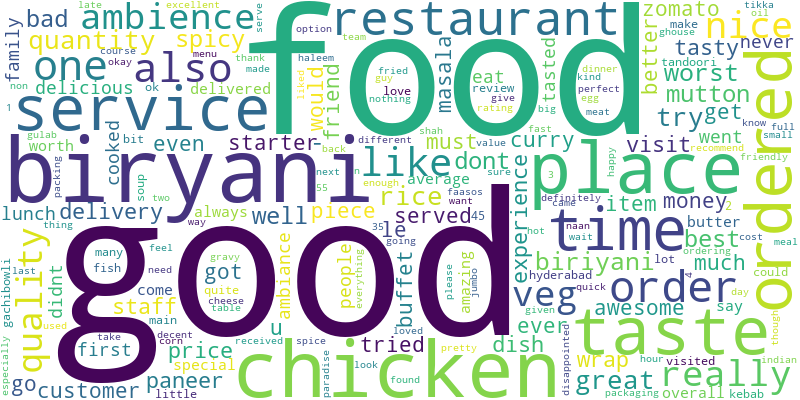 late
excellent
bad
ambience
serve
restaurant
option
team
oil
tikka
zomato
make
nice
family
quantity
spicy
course
okay
menu
thank
made
haleem
fried
guy
nothing
love
review
give
perfect
egg
meat
dinner
kind
eat
masala
tasted
better
ghouse
tasty
never
one
also
food
tandoori
worst
mutton
non
delicious
ok
delivered
would
friend
liked
rating
big
1
service
cooked
bit
starter
must
curry
try
get
know
full
small
gulab
worth
even
back
shah
different
value
fast
visit
went
recommend
friendly
biryani
like
dont
place
ordered
packing
soup
two
next
55
enough
average
sure
happy
3
rice
faasos
want
definitely
came
item
money
2
lunch
delivery
always
well
piece
served
45
experience
time
butter
thing
way
35
le
going
hot
wait
naan
best
cost
meal
gachibowli
quality
many
feel
good
ambiance
people
everything
buffet
please
jumbo
amazing
biriyani
lot
ordering
much
last
fish
gravy
got
hyderabad
quick
4
could
didnt
need
quite
cheese
veg
order
come
staff
table
given
awesome
say
day
used
main
u
received
loved
ever
though
first
take
decent
corn
price
spice
tried
dish
taste
hour
visited
indian
especially
go
customer
paneer
special
little
chicken
paradise
look
found
pretty
disappointed
wrap
great
really
packaging
overall
kebab